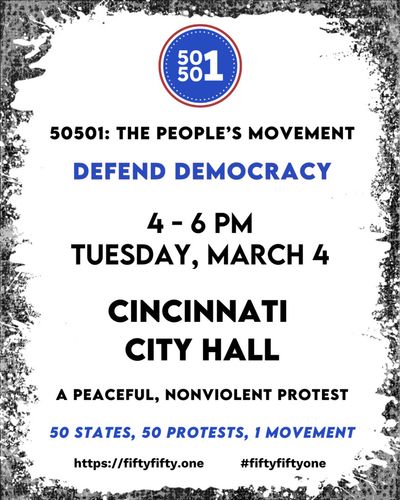 50
50 1
50501: THE PEOPLE'S MOVEMENT
DEFEND DEMOCRACY
4 - 6 PM
TUESDAY, MARCH 4
CINCINNATI
CITY HALL
A PEACEFUL, NONVIOLENT PROTEST
50 STATES, 50 PROTESTS, 1 MOVEMENT
https://fiftyfifty.one #fiftyfiftyone